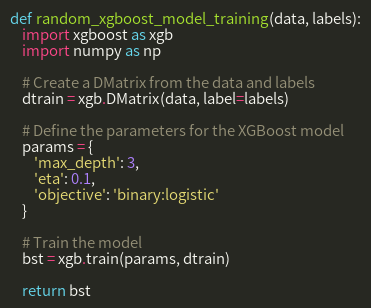 def random_xgboost_model_training(data, labels):
    import xgboost as xgb
    import numpy as np

    # Create a DMatrix from the data and labels
    dtrain = xgb.DMatrix(data, label=labels)

    # Define the parameters for the XGBoost model
    params = {
        'max_depth': 3,
        'eta': 0.1,
        'objective': 'binary:logistic'
    }

    # Train the model
    bst = xgb.train(params, dtrain)

    return bst